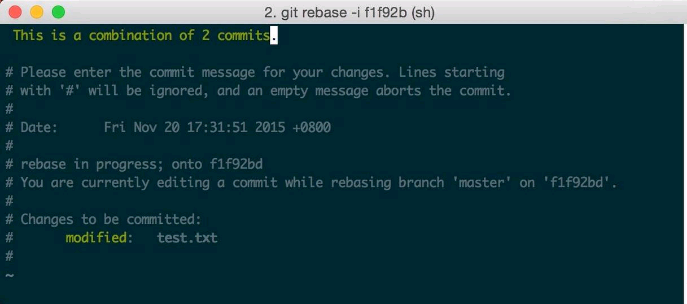 2. git rebase -i f1f92b (sh)
This is a combination of 2 commits.
# Please enter the commit message for your changes. Lines starting
# with '#' will be ignored, and an empty message aborts the commit.
#
# Date:      Fri Nov 20 17:31:51 2015 +0800
#
# rebase in progress; onto f1f92bd
# You are currently editing a commit while rebasing branch 'master' on 'f1f92bd'.
#
# Changes to be committed:
#       modified:   test.txt
#
~